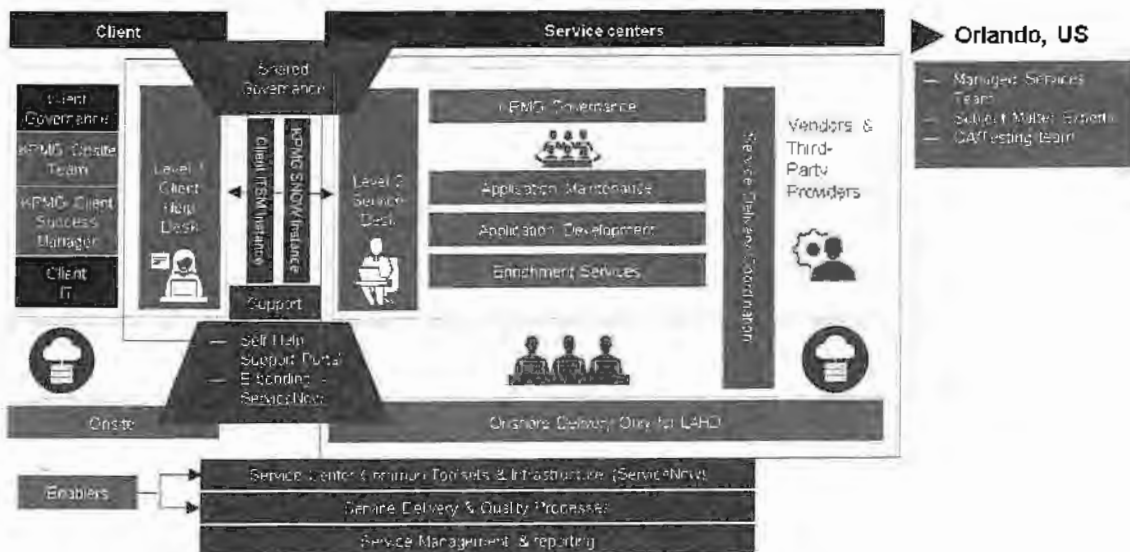 Client
Service centers
Orlando, US
Shared
Governance
Client
Governance
KPMG Onsite
Team
KPMG Client
Success
Manager
Client
IT
Level 1
Client
Help
Desk
Client ITSM Instance
KPMG SNOW Instance
Level 2
Service
Desk
Support
KPMG Governance
Application Maintenance
Application Development
Enrichment Services
Service Delivery Coordination
Vendors &
Third-
Party
Providers
— Managed Services
Team
— Subject Matter Experts
— QA/Testing team
— Self Help
Support Portal
— E-bonding -
ServiceNow
Onsite
Onshore Delivery Only for LAHD
Enablers
Service Center Common Toolsets & Infrastructure (ServiceNow)
Service Delivery & Quality Processes
Service Management & reporting